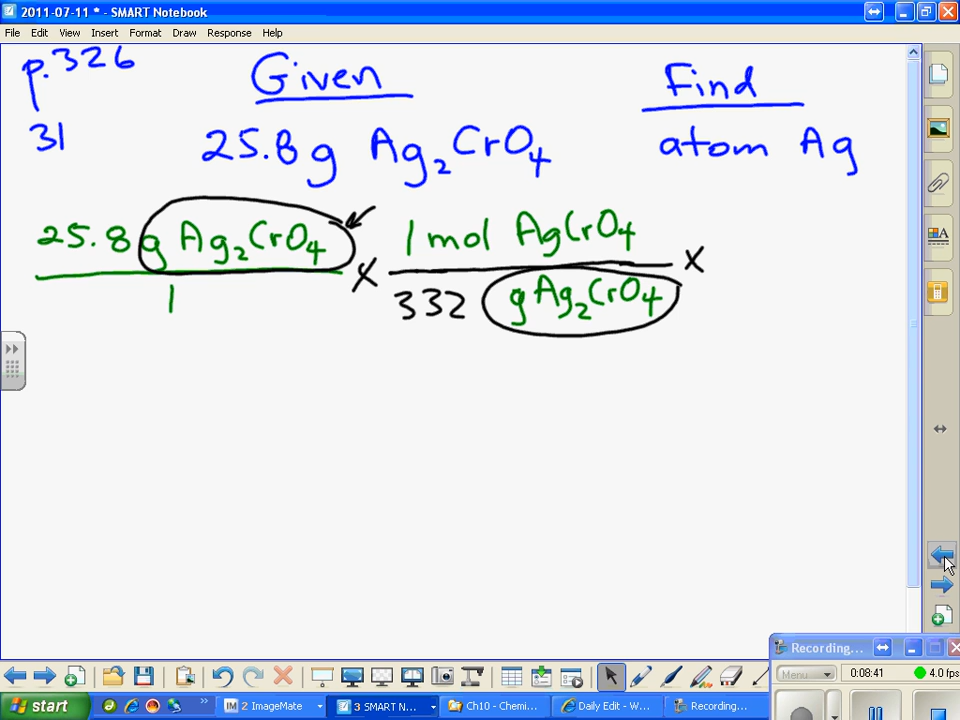 2011-07-11 * - SMART Notebook
File Edit View Insert Format Draw Response Help
p.326 Given Find
31 25.8g Ag₂CrO₄ atom Ag
25.8 g Ag₂CrO₄ x 1 mol AgCrO₄ x
1 332 g Ag₂CrO₄
Recording...
Menu 0:08:41 4.0 fps
start 2 ImageMate 3 SMART N... Ch10 - Chemi... Daily Edit - W... Recording...